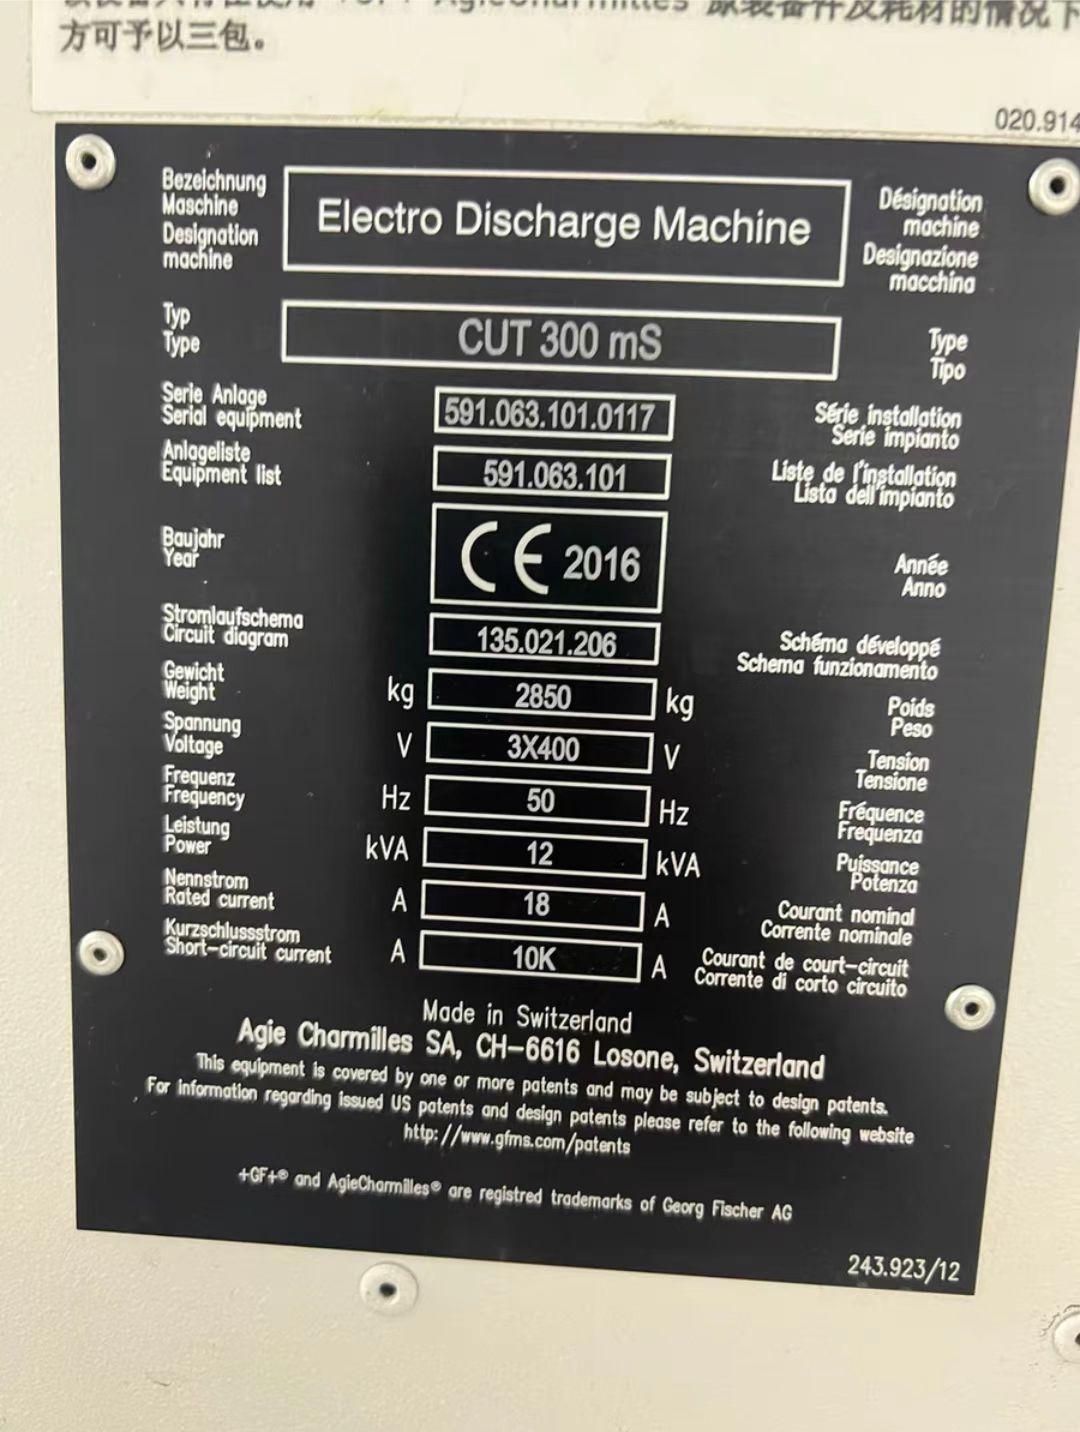 方可予以三包。
020.914
Bezeichnung
Maschine
Designation
machine
Electro Discharge Machine
Désignation
machine
Designazione
macchina
Typ
Type
CUT 300 mS
Type
Tipo
Serie Anlage
Serial equipment
591.063.101.0117
Série installation
Serie impianto
Anlageliste
Equipment list
591.063.101
Liste de l'installation
Lista dell'impianto
Baujahr
Year
CE 2016
Année
Anno
Stromlaufschema
Circuit diagram
135.021.206
Schéma développé
Schema funzionamento
Gewicht
Weight
kg 2850 kg
Poids
Peso
Spannung
Voltage
V 3X400 V
Tension
Tensione
Frequenz
Frequency
Hz 50 Hz
Fréquence
Frequenza
Leistung
Power
kVA 12 kVA
Puissance
Potenza
Nennstrom
Rated current
A 18 A
Courant nominal
Corrente nominale
Kurzschlussstrom
Short-circuit current
A 10K A
Courant de court-circuit
Corrente di corto circuito
Made in Switzerland
Agie Charmilles SA, CH-6616 Losone, Switzerland
This equipment is covered by one or more patents and may be subject to design patents.
For information regarding issued US patents and design patents please refer to the following website
http://www.gfms.com/patents
+GF+® and AgieCharmilles® are registred trademarks of Georg Fischer AG
243.923/12